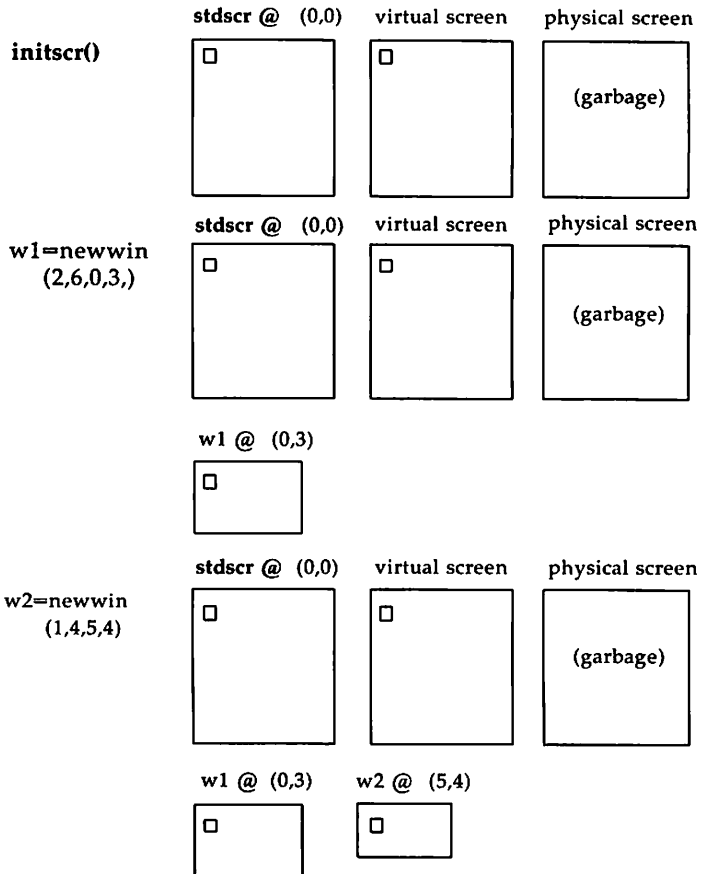 stdscr @ (0,0) virtual screen physical screen
initscr()
(garbage)
stdscr @ (0,0) virtual screen physical screen
w1=newwin
(2,6,0,3,)
(garbage)
w1 @ (0,3)
stdscr @ (0,0) virtual screen physical screen
w2=newwin
(1,4,5,4)
(garbage)
w1 @ (0,3) w2 @ (5,4)